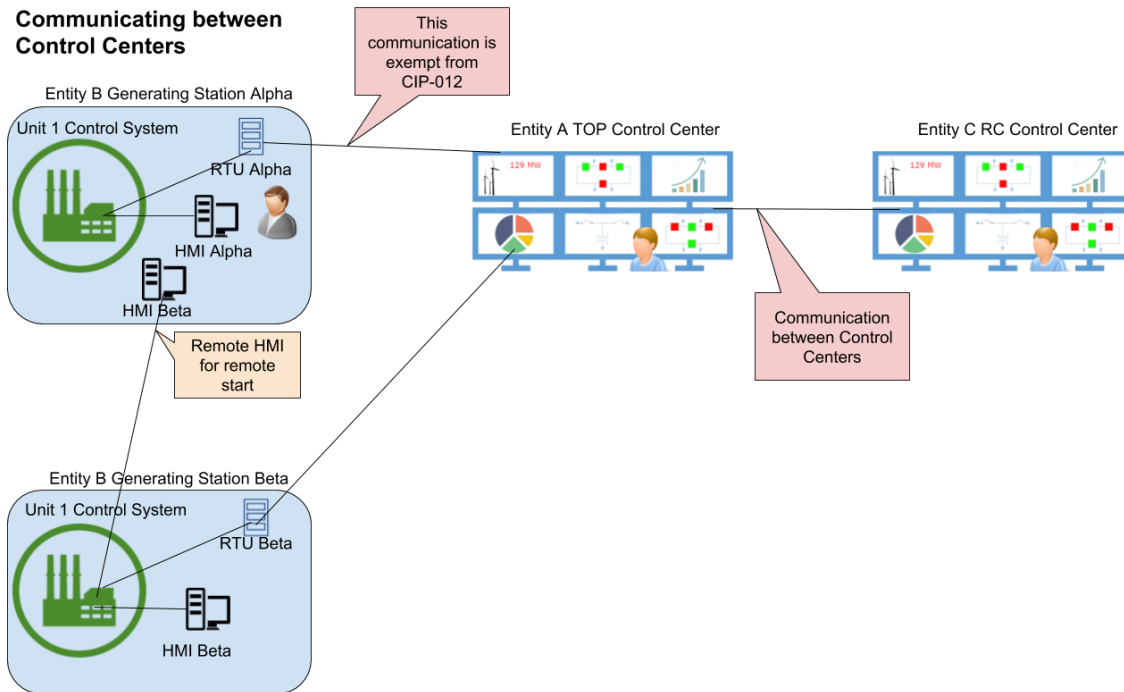 Communicating between
Control Centers
This
communication is
exempt from
CIP-012
Entity B Generating Station Alpha
Unit 1 Control System
RTU Alpha
HMI Alpha
HMI Beta
Remote HMI
for remote
start
Entity A TOP Control Center
129 MW
Entity C RC Control Center
129 MW
Communication
between Control
Centers
Entity B Generating Station Beta
Unit 1 Control System
RTU Beta
HMI Beta